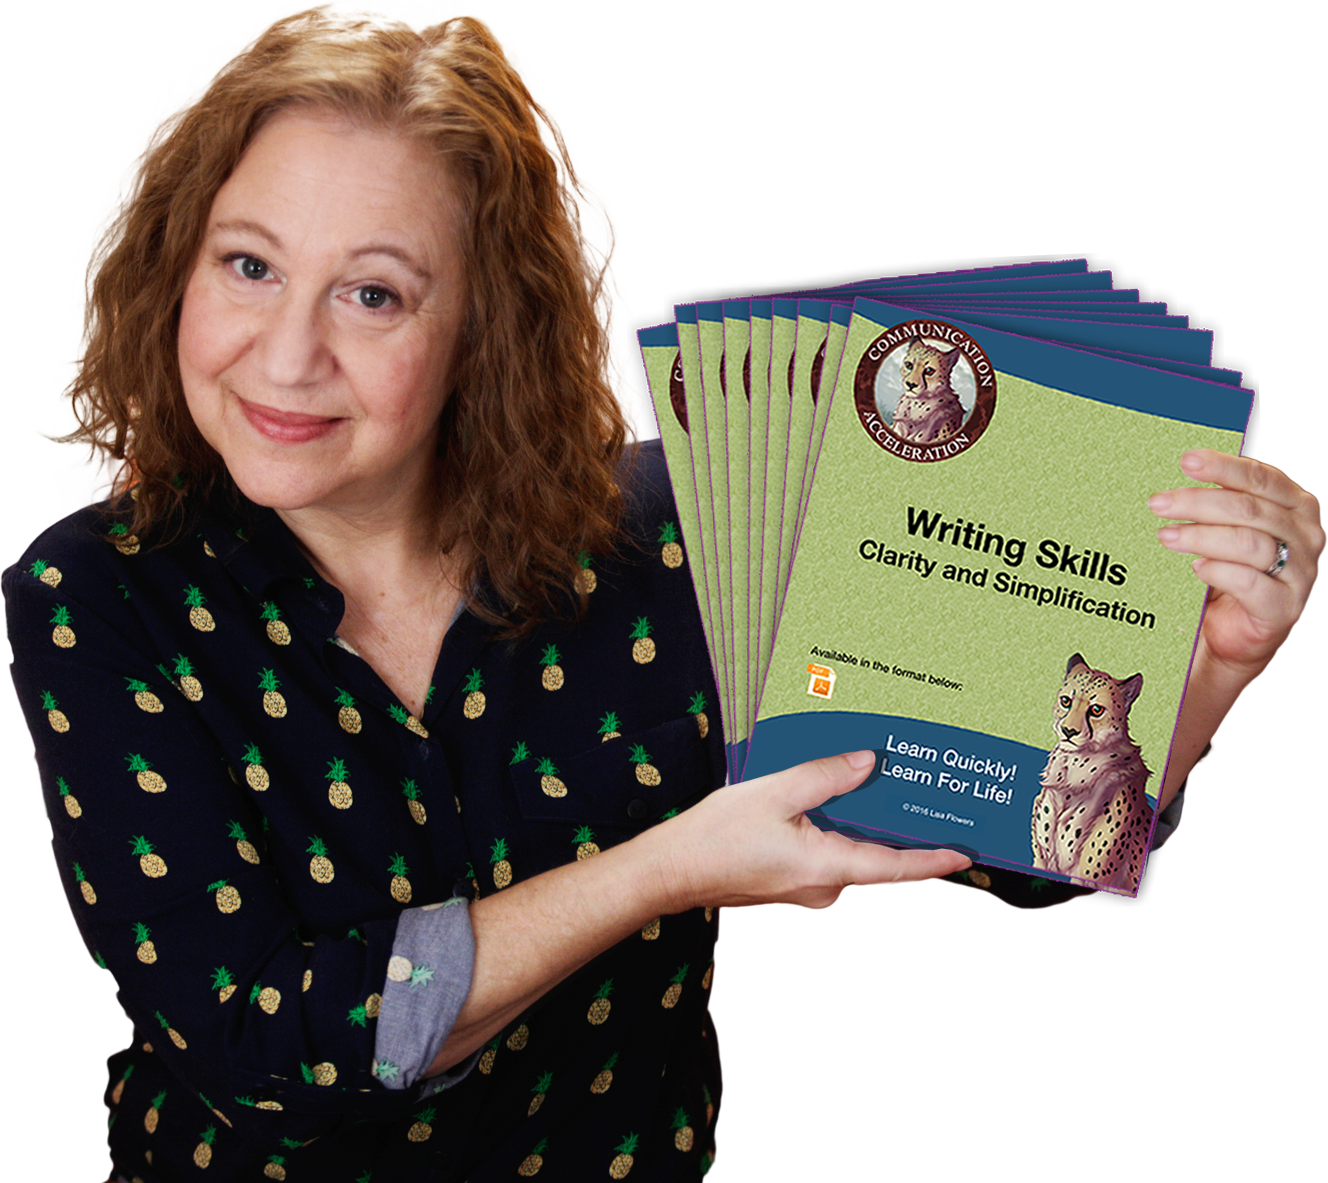 COMMUNICATION
ACCELERATION
Writing Skills
Clarity and Simplification
Available in the format below:
PDF
Learn Quickly!
Learn For Life!
© 2016 Lisa Flowers